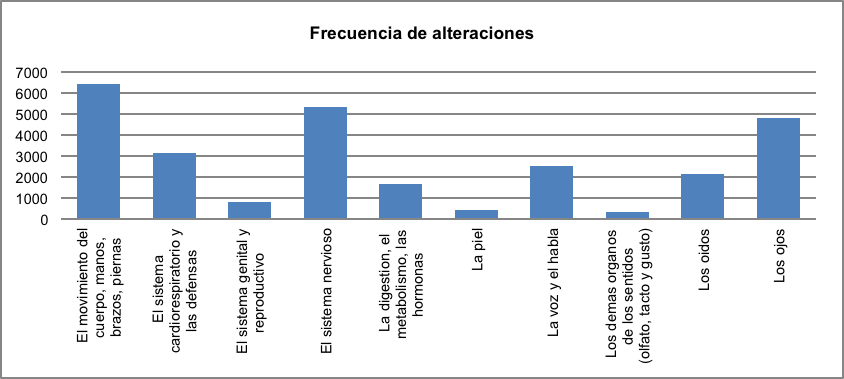 Frecuencia de alteraciones
7000
6000
5000
4000
3000
2000
1000
0
El movimiento del
cuerpo, manos,
brazos, piernas
El sistema
cardiorespiratorio y
las defensas
El sistema genital y
reproductivo
El sistema nervioso
La digestion, el
metabolismo, las
hormonas
La piel
La voz y el habla
Los demas organos
de los sentidos
(olfato, tacto y gusto)
Los oidos
Los ojos